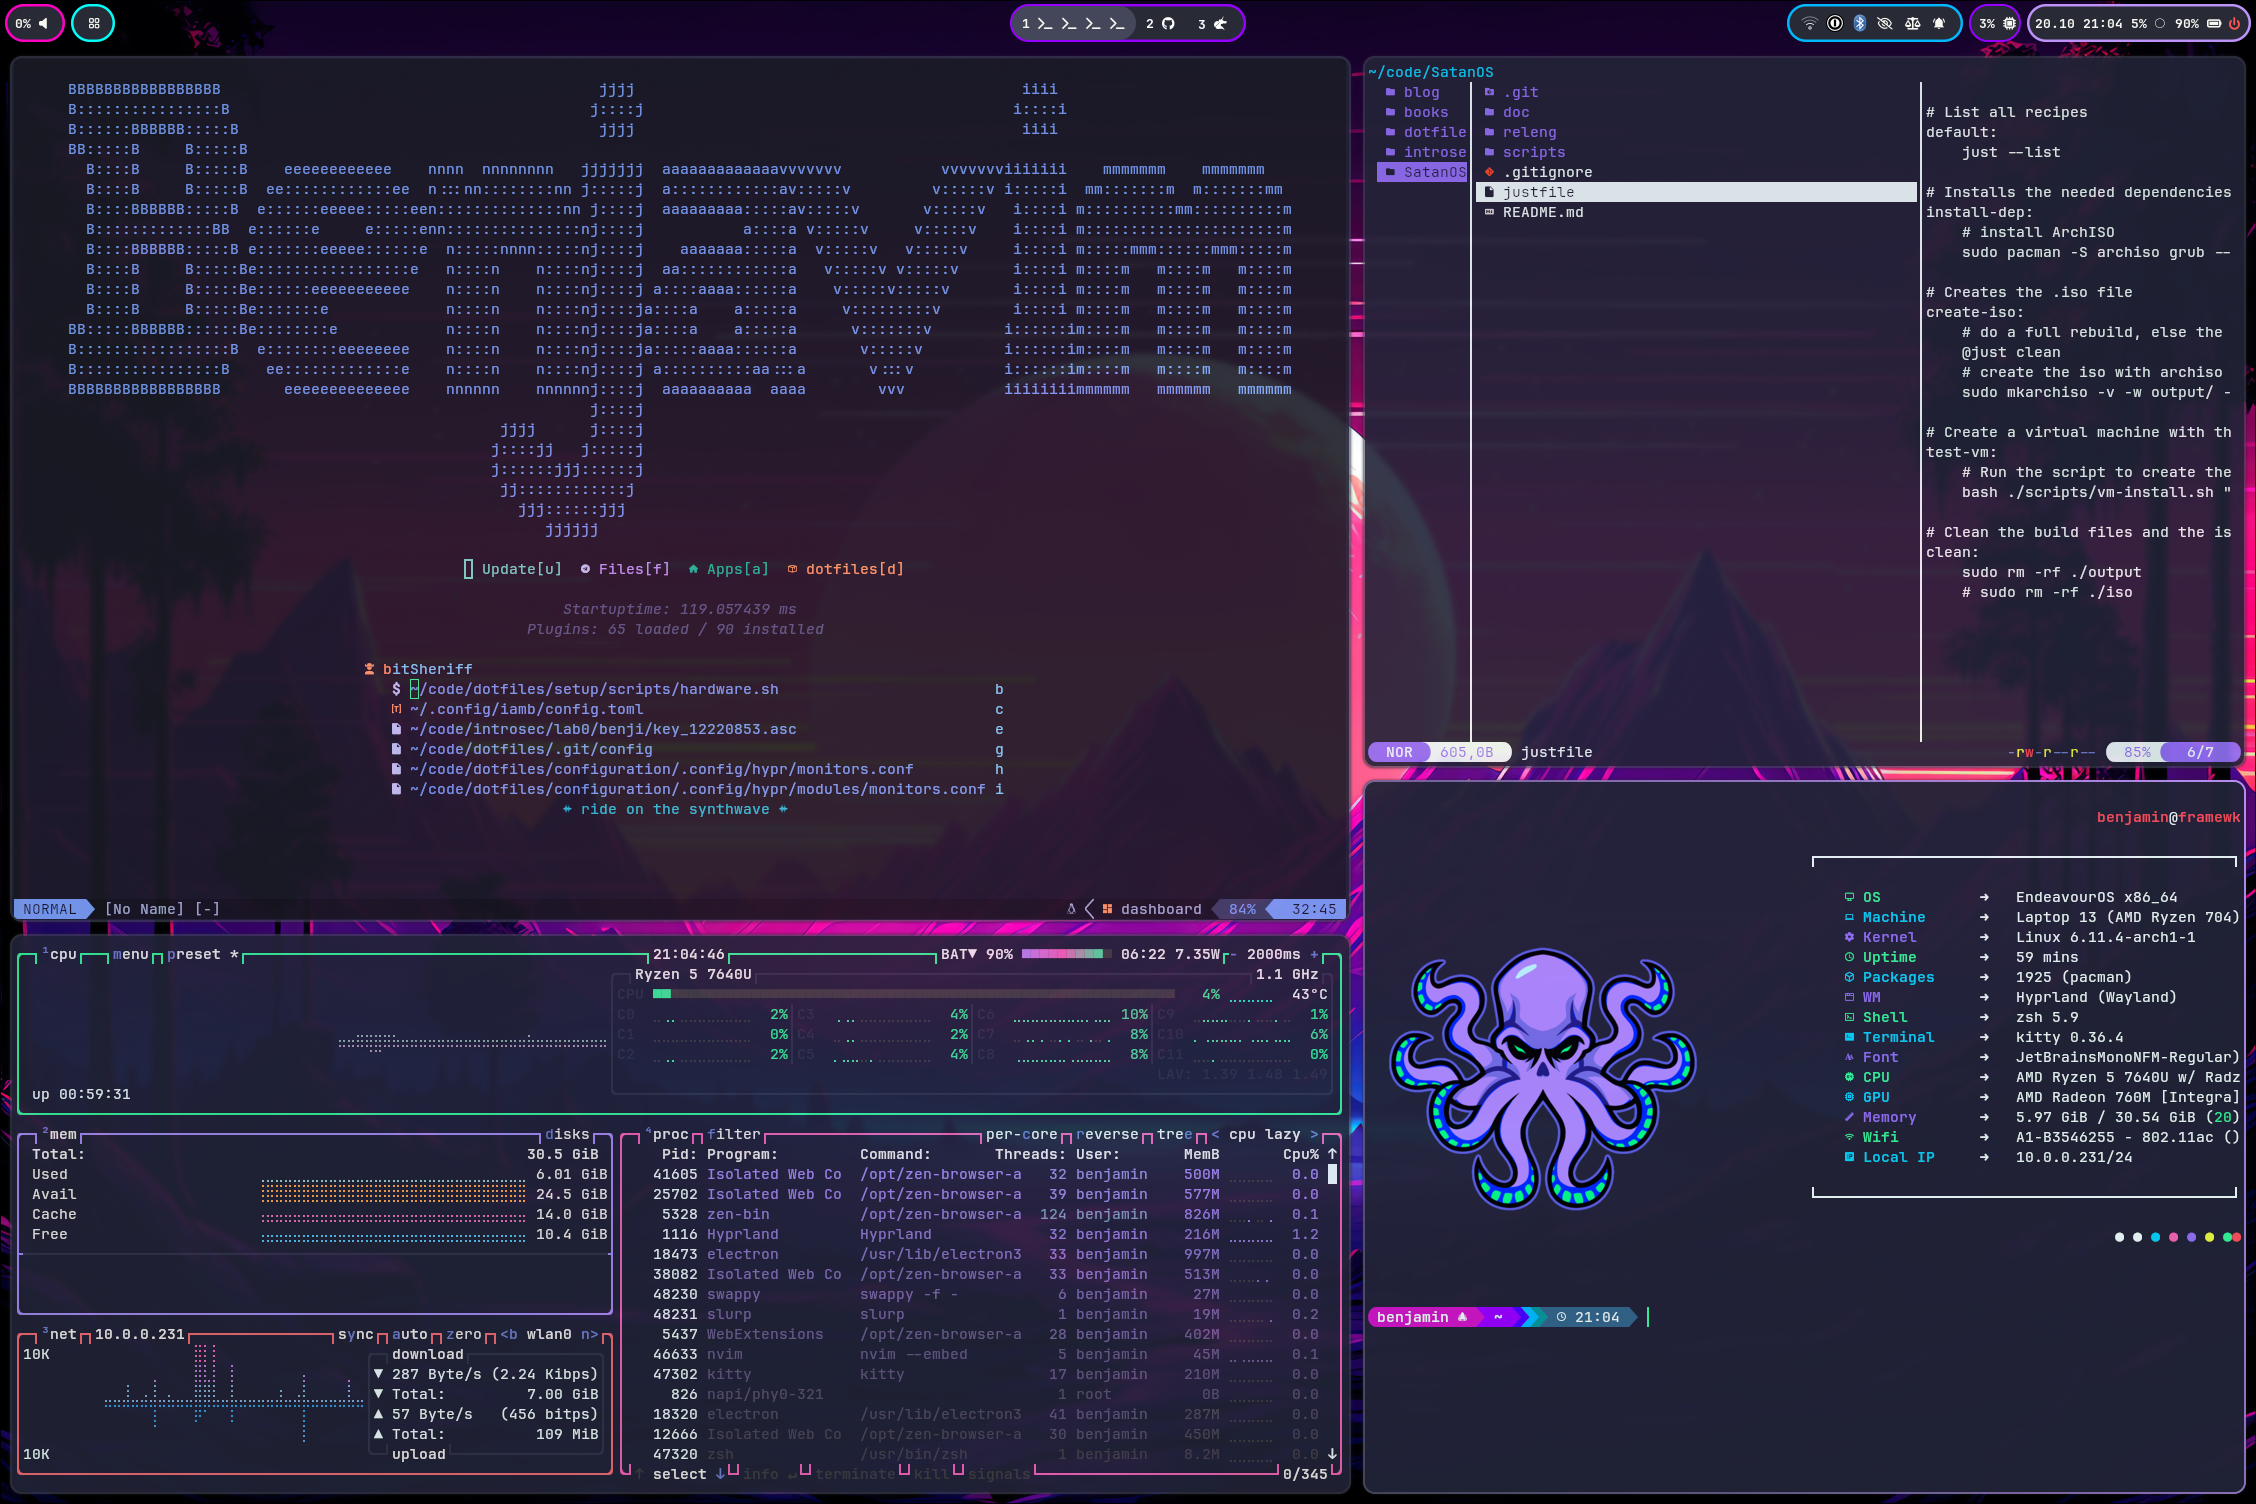 0%
1 2 3
3% 20.10 21:04 5% 90%
BenjaVim
Update[u] Files[f] Apps[a] dotfiles[d]
Startuptime: 119.057439 ms
Plugins: 65 loaded / 90 installed
bitSheriff
$ ~/code/dotfiles/setup/scripts/hardware.sh b
~/.config/iamb/config.toml c
~/code/introsec/lab0/benji/key_12220853.asc e
~/code/dotfiles/.git/config g
~/code/dotfiles/configuration/.config/hypr/monitors.conf h
~/code/dotfiles/configuration/.config/hypr/modules/monitors.conf i
ride on the synthwave
NORMAL [No Name] [-] dashboard 84% 32:45
~/code/SatanOS
blog
books
dotfile
introse
SatanOS
.git
doc
releng
scripts
.gitignore
justfile
README.md
# List all recipes
default:
just --list
# Installs the needed dependencies
install-dep:
# install ArchISO
sudo pacman -S archiso grub --
# Creates the .iso file
create-iso:
# do a full rebuild, else the
@just clean
# create the iso with archiso
sudo mkarchiso -v -w output/ -
# Create a virtual machine with th
test-vm:
# Run the script to create the
bash ./scripts/vm-install.sh "
# Clean the build files and the is
clean:
sudo rm -rf ./output
# sudo rm -rf ./iso
NOR 605,0B justfile -rw-r--r-- 85% 6/7
1cpu menu preset * 21:04:46 BAT▼ 90% 06:22 7.35W - 2000ms +
Ryzen 5 7640U 1.1 GHz
CPU 4% 43°C
C0 2% C3 4% C6 10% C9 1%
C1 0% C4 2% C7 8% C10 6%
C2 2% C5 4% C8 8% C11 0%
LAV: 1.39 1.48 1.49
up 00:59:31
2mem disks
Total: 30.5 GiB
Used 6.01 GiB
Avail 24.5 GiB
Cache 14.0 GiB
Free 10.4 GiB
3net 10.0.0.231 sync auto zero <b wlan0 n>
10K
download
▼ 287 Byte/s (2.24 Kibps)
▼ Total: 7.00 GiB
▲ 57 Byte/s (456 bitps)
▲ Total: 109 MiB
upload
10K
4proc filter per-core reverse tree < cpu lazy >
Pid: Program: Command: Threads: User: MemB Cpu% ↑
41605 Isolated Web Co /opt/zen-browser-a 32 benjamin 500M 0.0
25702 Isolated Web Co /opt/zen-browser-a 39 benjamin 577M 0.0
5328 zen-bin /opt/zen-browser-a 124 benjamin 826M 0.1
1116 Hyprland Hyprland 32 benjamin 216M 1.2
18473 electron /usr/lib/electron3 33 benjamin 997M 0.0
38082 Isolated Web Co /opt/zen-browser-a 33 benjamin 513M 0.0
48230 swappy swappy -f - 6 benjamin 27M 0.0
48231 slurp slurp 1 benjamin 19M 0.2
5437 WebExtensions /opt/zen-browser-a 28 benjamin 402M 0.0
46633 nvim nvim --embed 5 benjamin 45M 0.1
47302 kitty kitty 17 benjamin 210M 0.0
826 napi/phy0-321 1 root 0B 0.0
18320 electron /usr/lib/electron3 41 benjamin 287M 0.0
12666 Isolated Web Co /opt/zen-browser-a 30 benjamin 450M 0.0
47320 zsh /usr/bin/zsh 1 benjamin 8.2M 0.0 ↓
↑ select ↓ info ↵ terminate kill signals 0/345
benjamin@framewk
OS → EndeavourOS x86_64
Machine → Laptop 13 (AMD Ryzen 704)
Kernel → Linux 6.11.4-arch1-1
Uptime → 59 mins
Packages → 1925 (pacman)
WM → Hyprland (Wayland)
Shell → zsh 5.9
Terminal → kitty 0.36.4
Font → JetBrainsMonoNFM-Regular)
CPU → AMD Ryzen 5 7640U w/ Radz
GPU → AMD Radeon 760M [Integra]
Memory → 5.97 GiB / 30.54 GiB (20)
Wifi → A1-B3546255 - 802.11ac ()
Local IP → 10.0.0.231/24
benjamin ~ 21:04